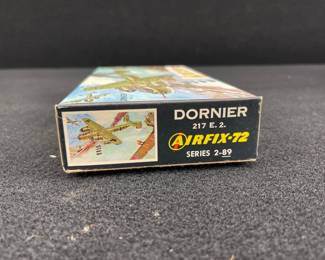 DORNIER
217 E. 2.
AIRFIX-72
SERIES 2-89